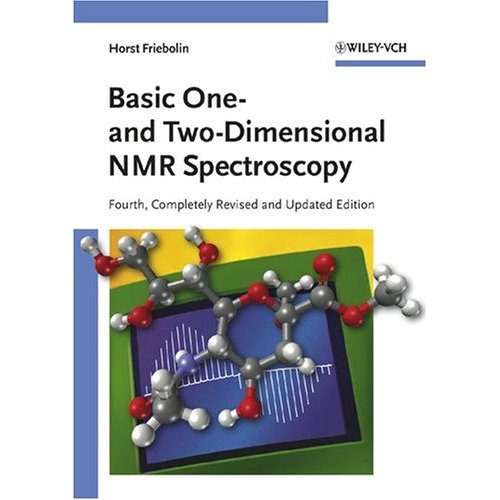 Horst Friebolin
WILEY-VCH
Basic One-
and Two-Dimensional
NMR Spectroscopy
Fourth, Completely Revised and Updated Edition